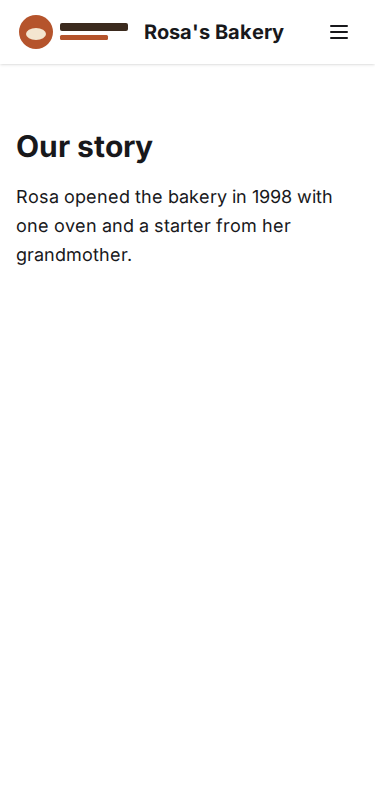 Rosa's Bakery
Our story
Rosa opened the bakery in 1998 with
one oven and a starter from her
grandmother.